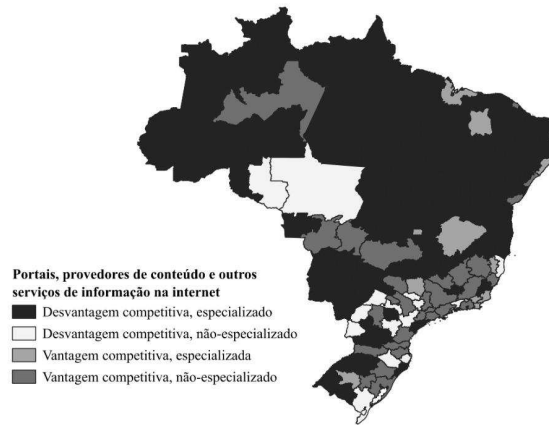 Portais, provedores de conteúdo e outros
serviços de informação na internet
Desvantagem competitiva, especializado
Desvantagem competitiva, não-especializado
Vantagem competitiva, especializada
Vantagem competitiva, não-especializado